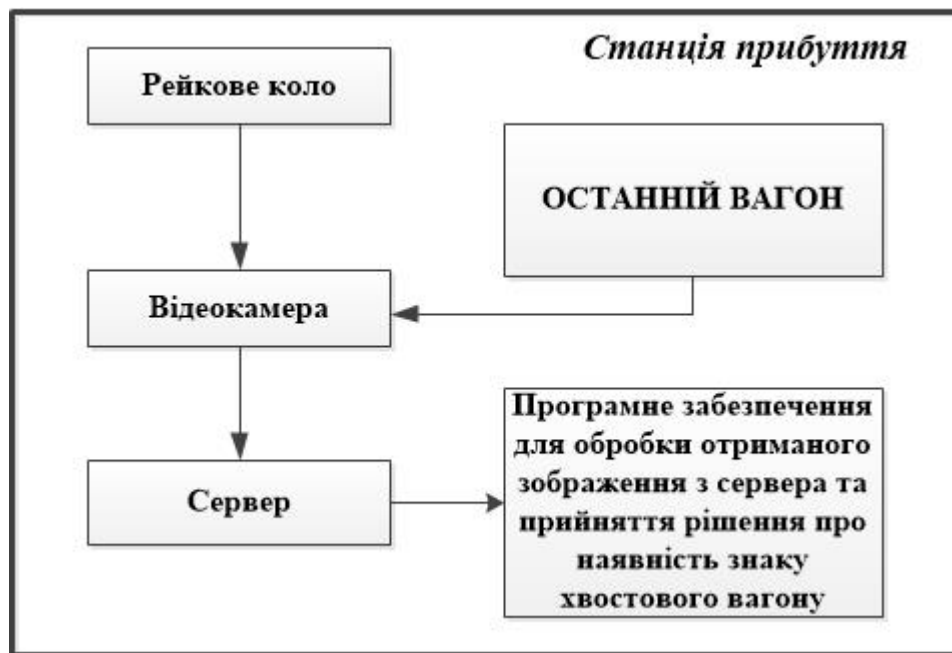 Станція прибуття
Рейкове коло
ОСТАННІЙ ВАГОН
Відеокамера
Сервер
Програмне забезпечення
для обробки отриманого
зображення з сервера та
прийняття рішення про
наявність знаку
хвостового вагону